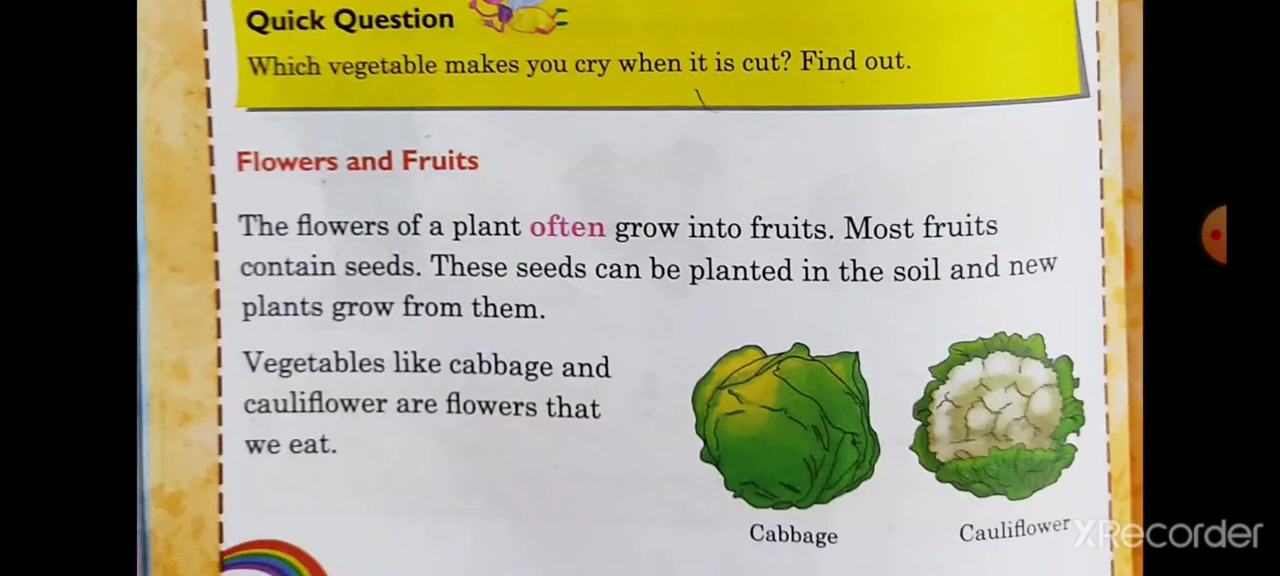 Quick Question
Which vegetable makes you cry when it is cut? Find out.
Flowers and Fruits
The flowers of a plant often grow into fruits. Most fruits
contain seeds. These seeds can be planted in the soil and new
plants grow from them.
Vegetables like cabbage and
cauliflower are flowers that
we eat.
Cabbage
Cauliflower
XRecorder